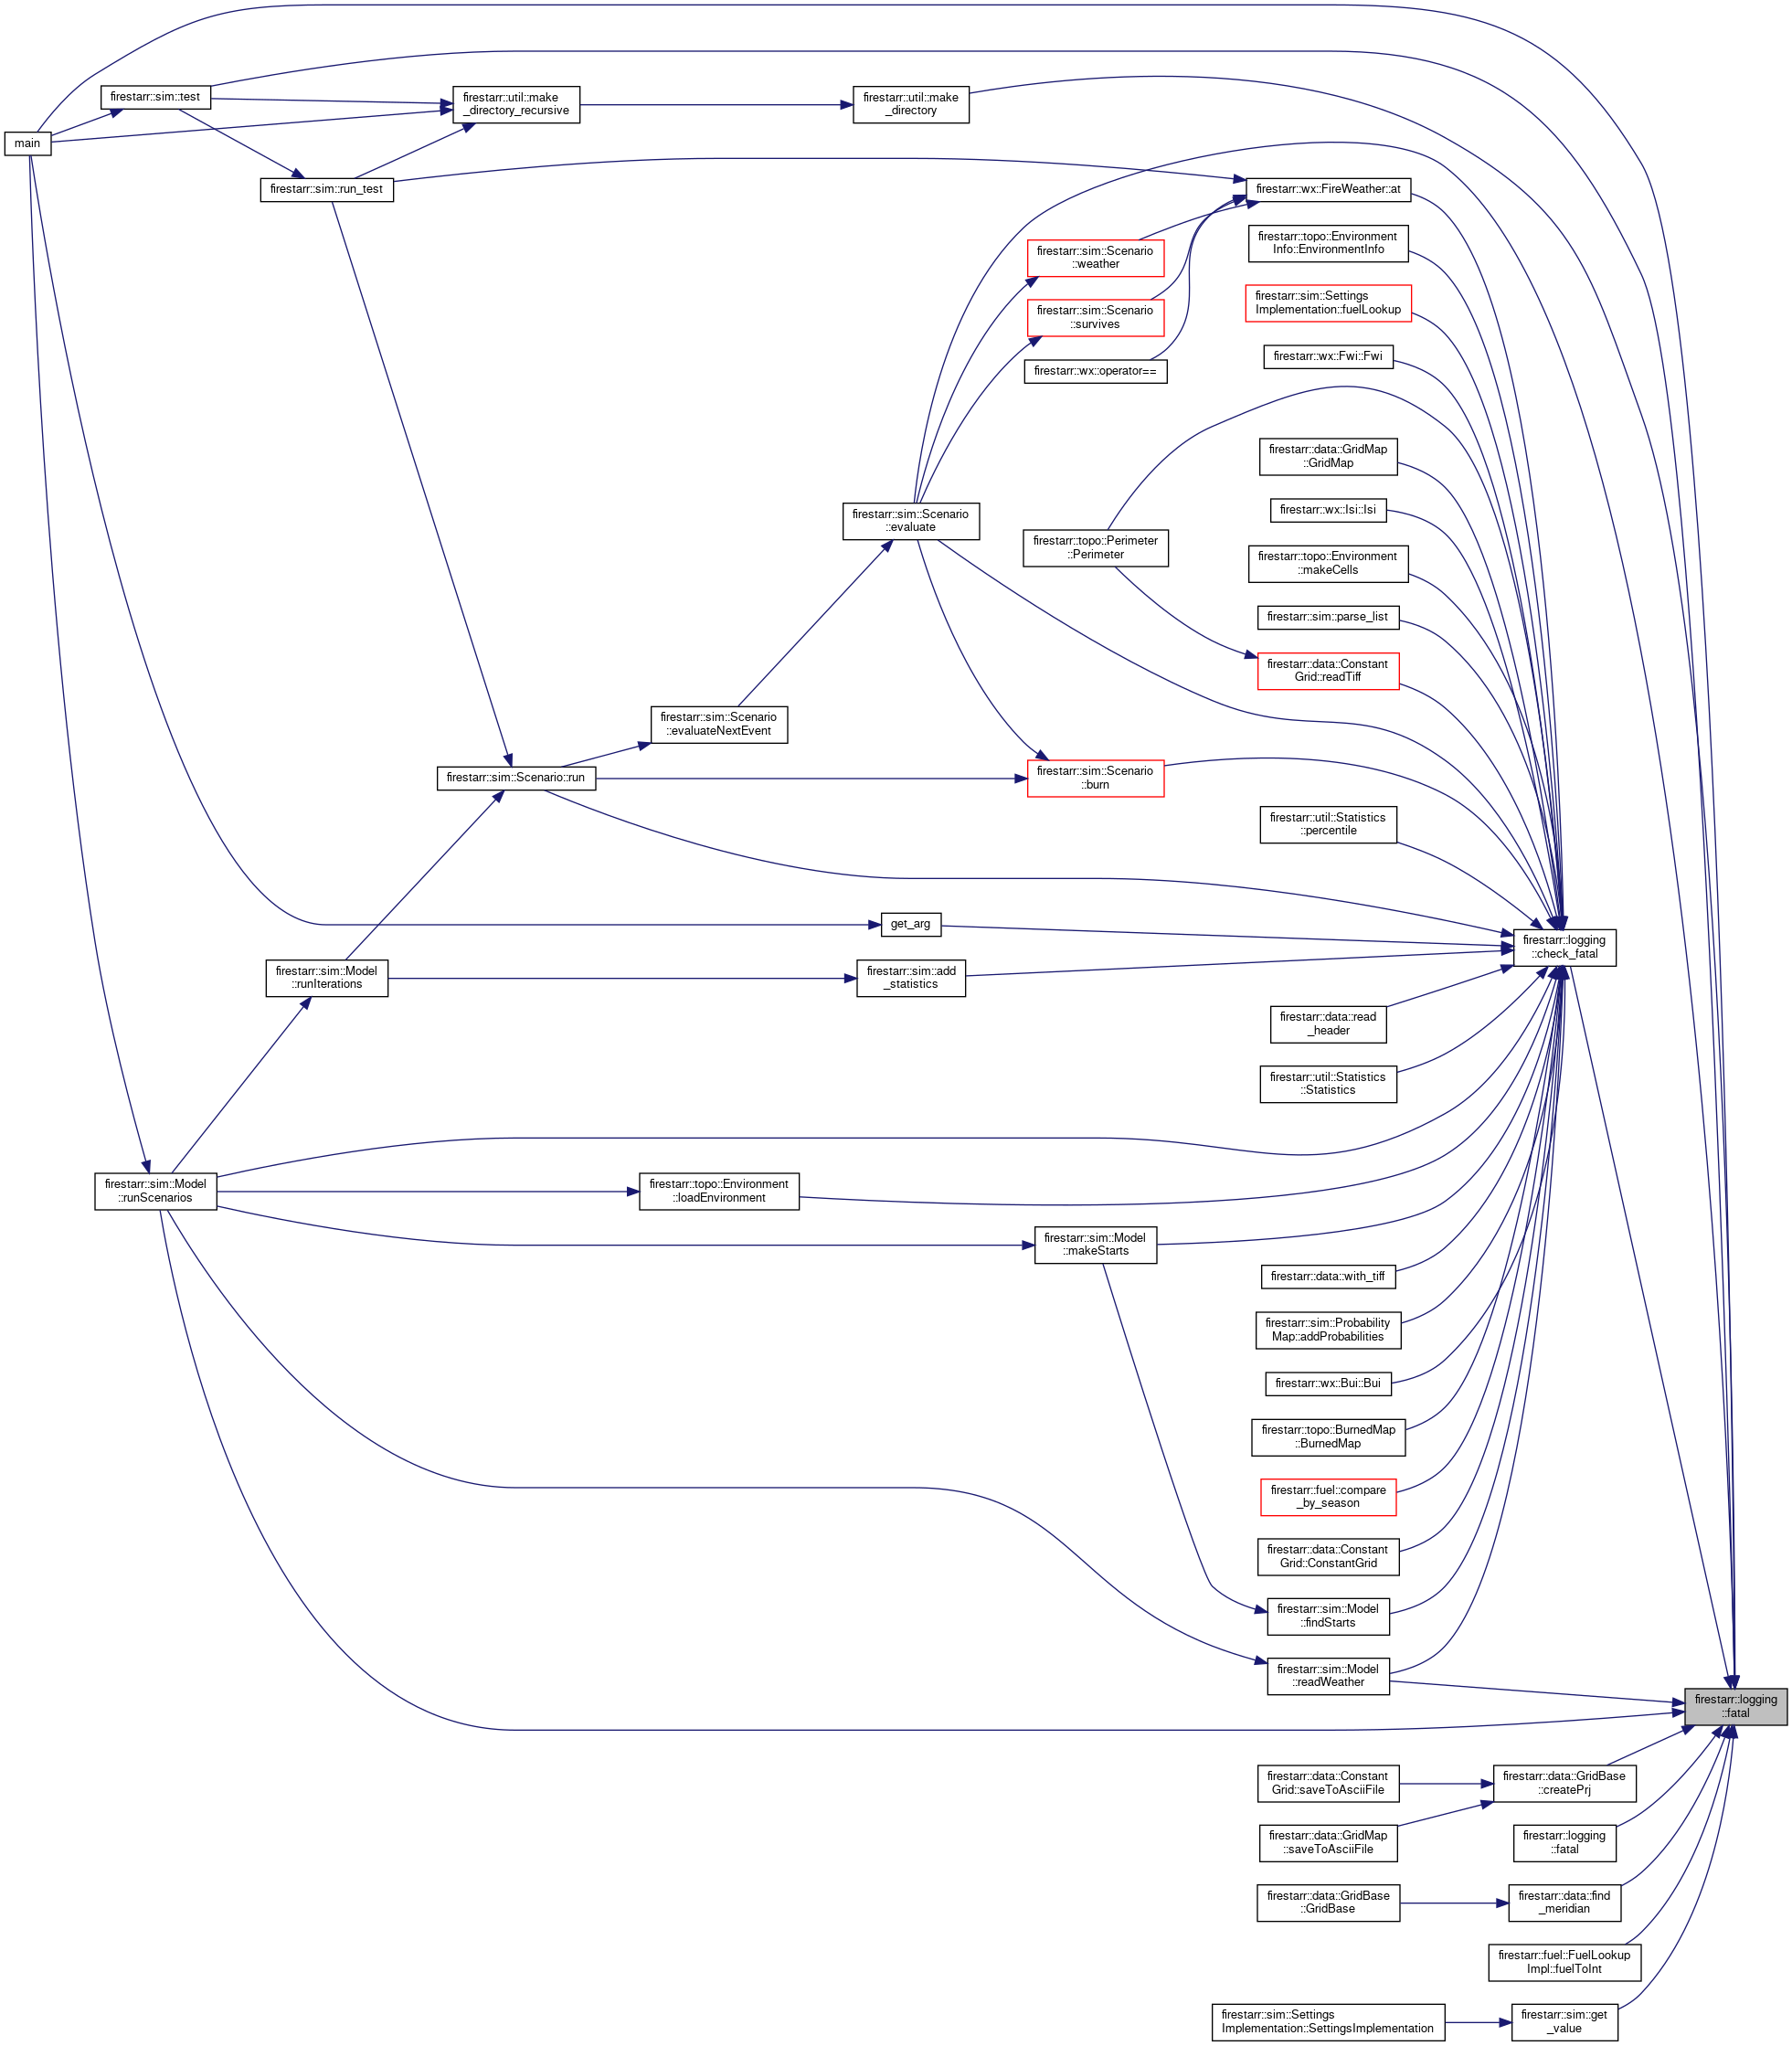 firestarr::sim::test
firestarr::util::make
_directory_recursive
firestarr::util::make
_directory
main
firestarr::sim::run_test
firestarr::wx::FireWeather::at
firestarr::topo::Environment
Info::EnvironmentInfo
firestarr::sim::Scenario
::weather
firestarr::sim::Settings
Implementation::fuelLookup
firestarr::sim::Scenario
::survives
firestarr::wx::Fwi::Fwi
firestarr::wx::operator==
firestarr::data::GridMap
::GridMap
firestarr::wx::Isi::Isi
firestarr::sim::Scenario
::evaluate
firestarr::topo::Perimeter
::Perimeter
firestarr::topo::Environment
::makeCells
firestarr::sim::parse_list
firestarr::data::Constant
Grid::readTiff
firestarr::sim::Scenario
::evaluateNextEvent
firestarr::sim::Scenario::run
firestarr::sim::Scenario
::burn
firestarr::util::Statistics
::percentile
get_arg
firestarr::logging
::check_fatal
firestarr::sim::Model
::runIterations
firestarr::sim::add
_statistics
firestarr::data::read
_header
firestarr::util::Statistics
::Statistics
firestarr::sim::Model
::runScenarios
firestarr::topo::Environment
::loadEnvironment
firestarr::sim::Model
::makeStarts
firestarr::data::with_tiff
firestarr::sim::Probability
Map::addProbabilities
firestarr::wx::Bui::Bui
firestarr::topo::BurnedMap
::BurnedMap
firestarr::fuel::compare
_by_season
firestarr::data::Constant
Grid::ConstantGrid
firestarr::sim::Model
::findStarts
firestarr::sim::Model
::readWeather
firestarr::logging
::fatal
firestarr::data::Constant
Grid::saveToAsciiFile
firestarr::data::GridBase
::createPrj
firestarr::data::GridMap
::saveToAsciiFile
firestarr::logging
::fatal
firestarr::data::GridBase
::GridBase
firestarr::data::find
_meridian
firestarr::fuel::FuelLookup
Impl::fuelToInt
firestarr::sim::Settings
Implementation::SettingsImplementation
firestarr::sim::get
_value